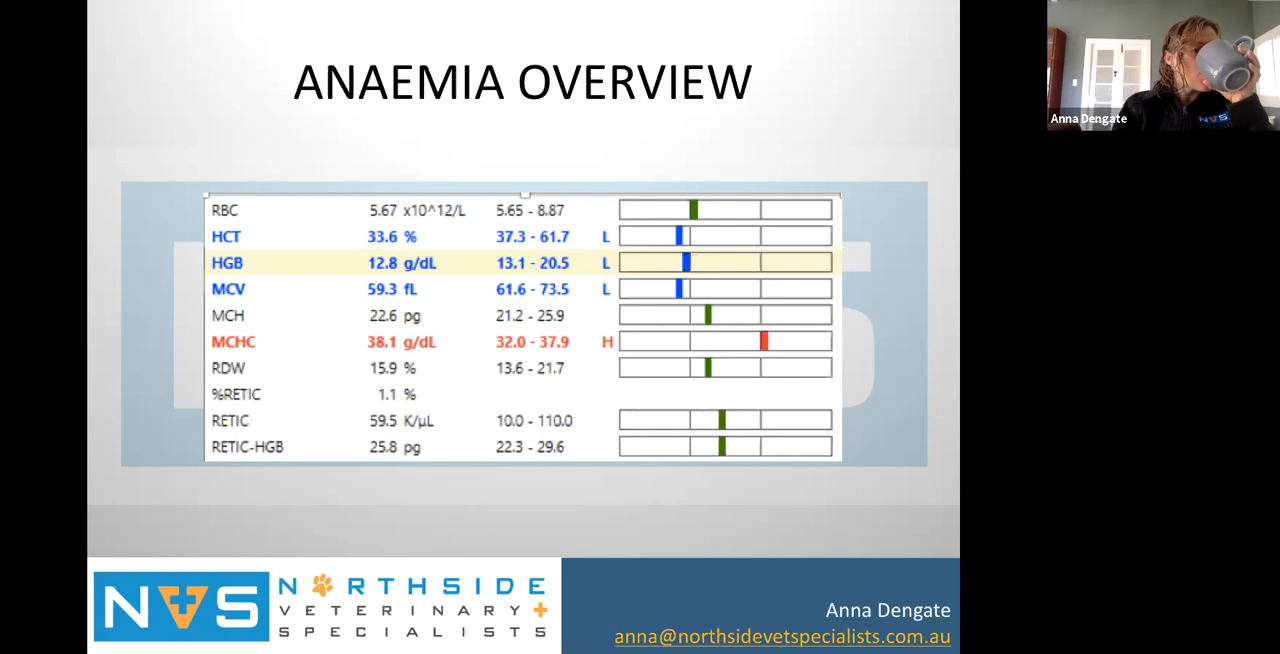 ANAEMIA OVERVIEW
RBC 5.67 x10^12/L 5.65 - 8.87
HCT 33.6 % 37.3 - 61.7 L
HGB 12.8 g/dL 13.1 - 20.5 L
MCV 59.3 fL 61.6 - 73.5 L
MCH 22.6 pg 21.2 - 25.9
MCHC 38.1 g/dL 32.0 - 37.9 H
RDW 15.9 % 13.6 - 21.7
%RETIC 1.1 %
RETIC 59.5 K/µL 10.0 - 110.0
RETIC-HGB 25.8 pg 22.3 - 29.6
NVS
NORTHSIDE
VETERINARY
SPECIALISTS
Anna Dengate
anna@northsidevetspecialists.com.au
Anna Dengate
NVS